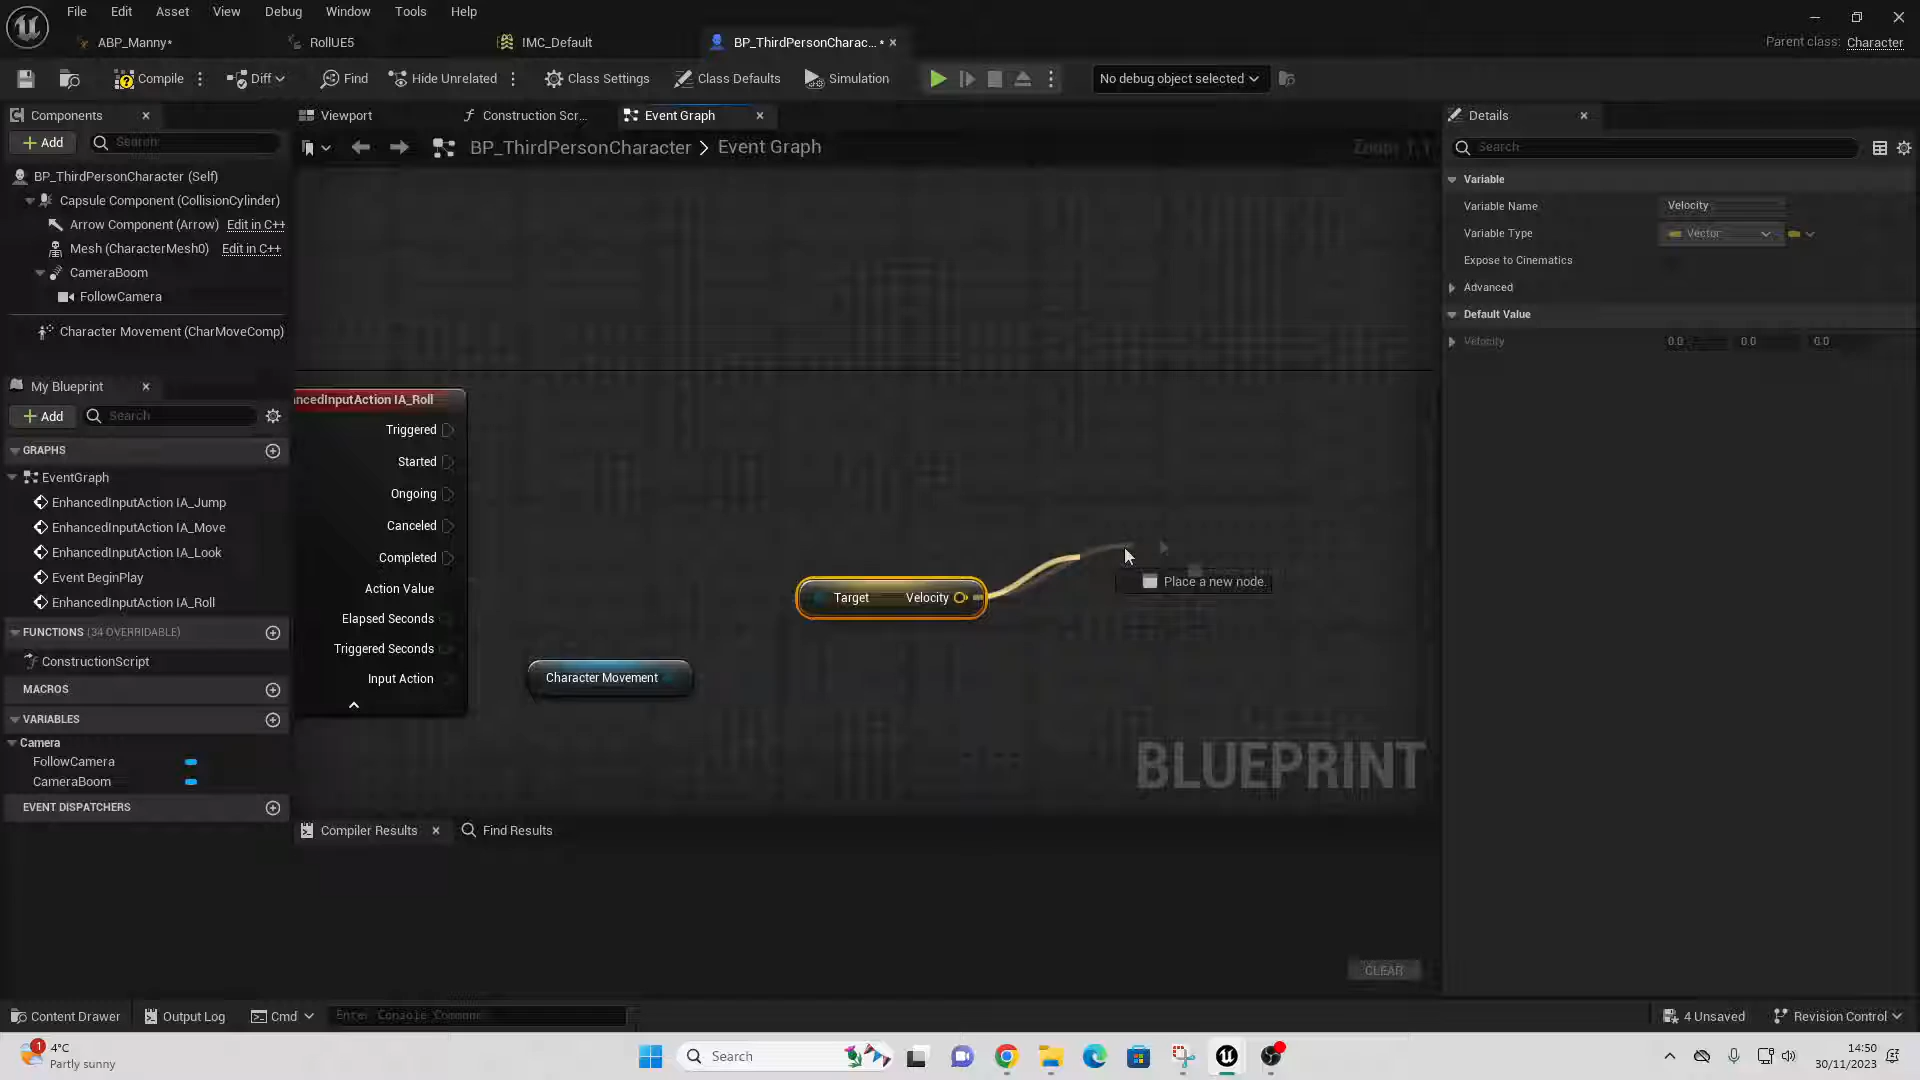 File
Edit
Asset
View
Debug
Window
Tools
Help
ABP_Manny*
RollUE5
IMC_Default
BP_ThirdPersonCharac... *
Parent class: Character
Compile
Diff
Find
Hide Unrelated
Class Settings
Class Defaults
Simulation
No debug object selected
Components
Viewport
Construction Scr...
Event Graph
Details
Add
Search
BP_ThirdPersonCharacter > Event Graph
Search
BP_ThirdPersonCharacter (Self)
Capsule Component (CollisionCylinder)
Arrow Component (Arrow) Edit in C++
Mesh (CharacterMesh0) Edit in C++
CameraBoom
FollowCamera
Character Movement (CharMoveComp)
Variable
Variable Name
Velocity
Variable Type
Vector
Expose to Cinematics
Advanced
Default Value
Velocity
0.0
0.0
0.0
My Blueprint
Add
Search
GRAPHS
EventGraph
EnhancedInputAction IA_Jump
EnhancedInputAction IA_Move
EnhancedInputAction IA_Look
Event BeginPlay
EnhancedInputAction IA_Roll
FUNCTIONS (34 OVERRIDABLE)
ConstructionScript
MACROS
VARIABLES
Camera
FollowCamera
CameraBoom
EVENT DISPATCHERS
ncedInputAction IA_Roll
Triggered
Started
Ongoing
Canceled
Completed
Action Value
Elapsed Seconds
Triggered Seconds
Input Action
Target
Velocity
Place a new node.
Character Movement
BLUEPRINT
Compiler Results
Find Results
CLEAR
Content Drawer
Output Log
Cmd
Enter Console Command
4 Unsaved
Revision Control
1
4°C
Partly sunny
Search
14:50
30/11/2023